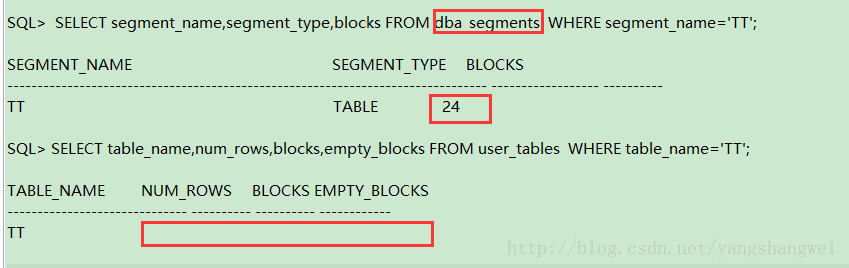 SQL> SELECT segment_name,segment_type,blocks FROM dba_segments WHERE segment_name='TT';
SEGMENT_NAME SEGMENT_TYPE BLOCKS
-------------------------------------------------------------------------------- ------------------ ----------
TT TABLE 24
SQL> SELECT table_name,num_rows,blocks,empty_blocks FROM user_tables WHERE table_name='TT';
TABLE_NAME NUM_ROWS BLOCKS EMPTY_BLOCKS
------------------------------ ---------- ---------- ------------
TT
http://blog.csdn.net/yangshangwei